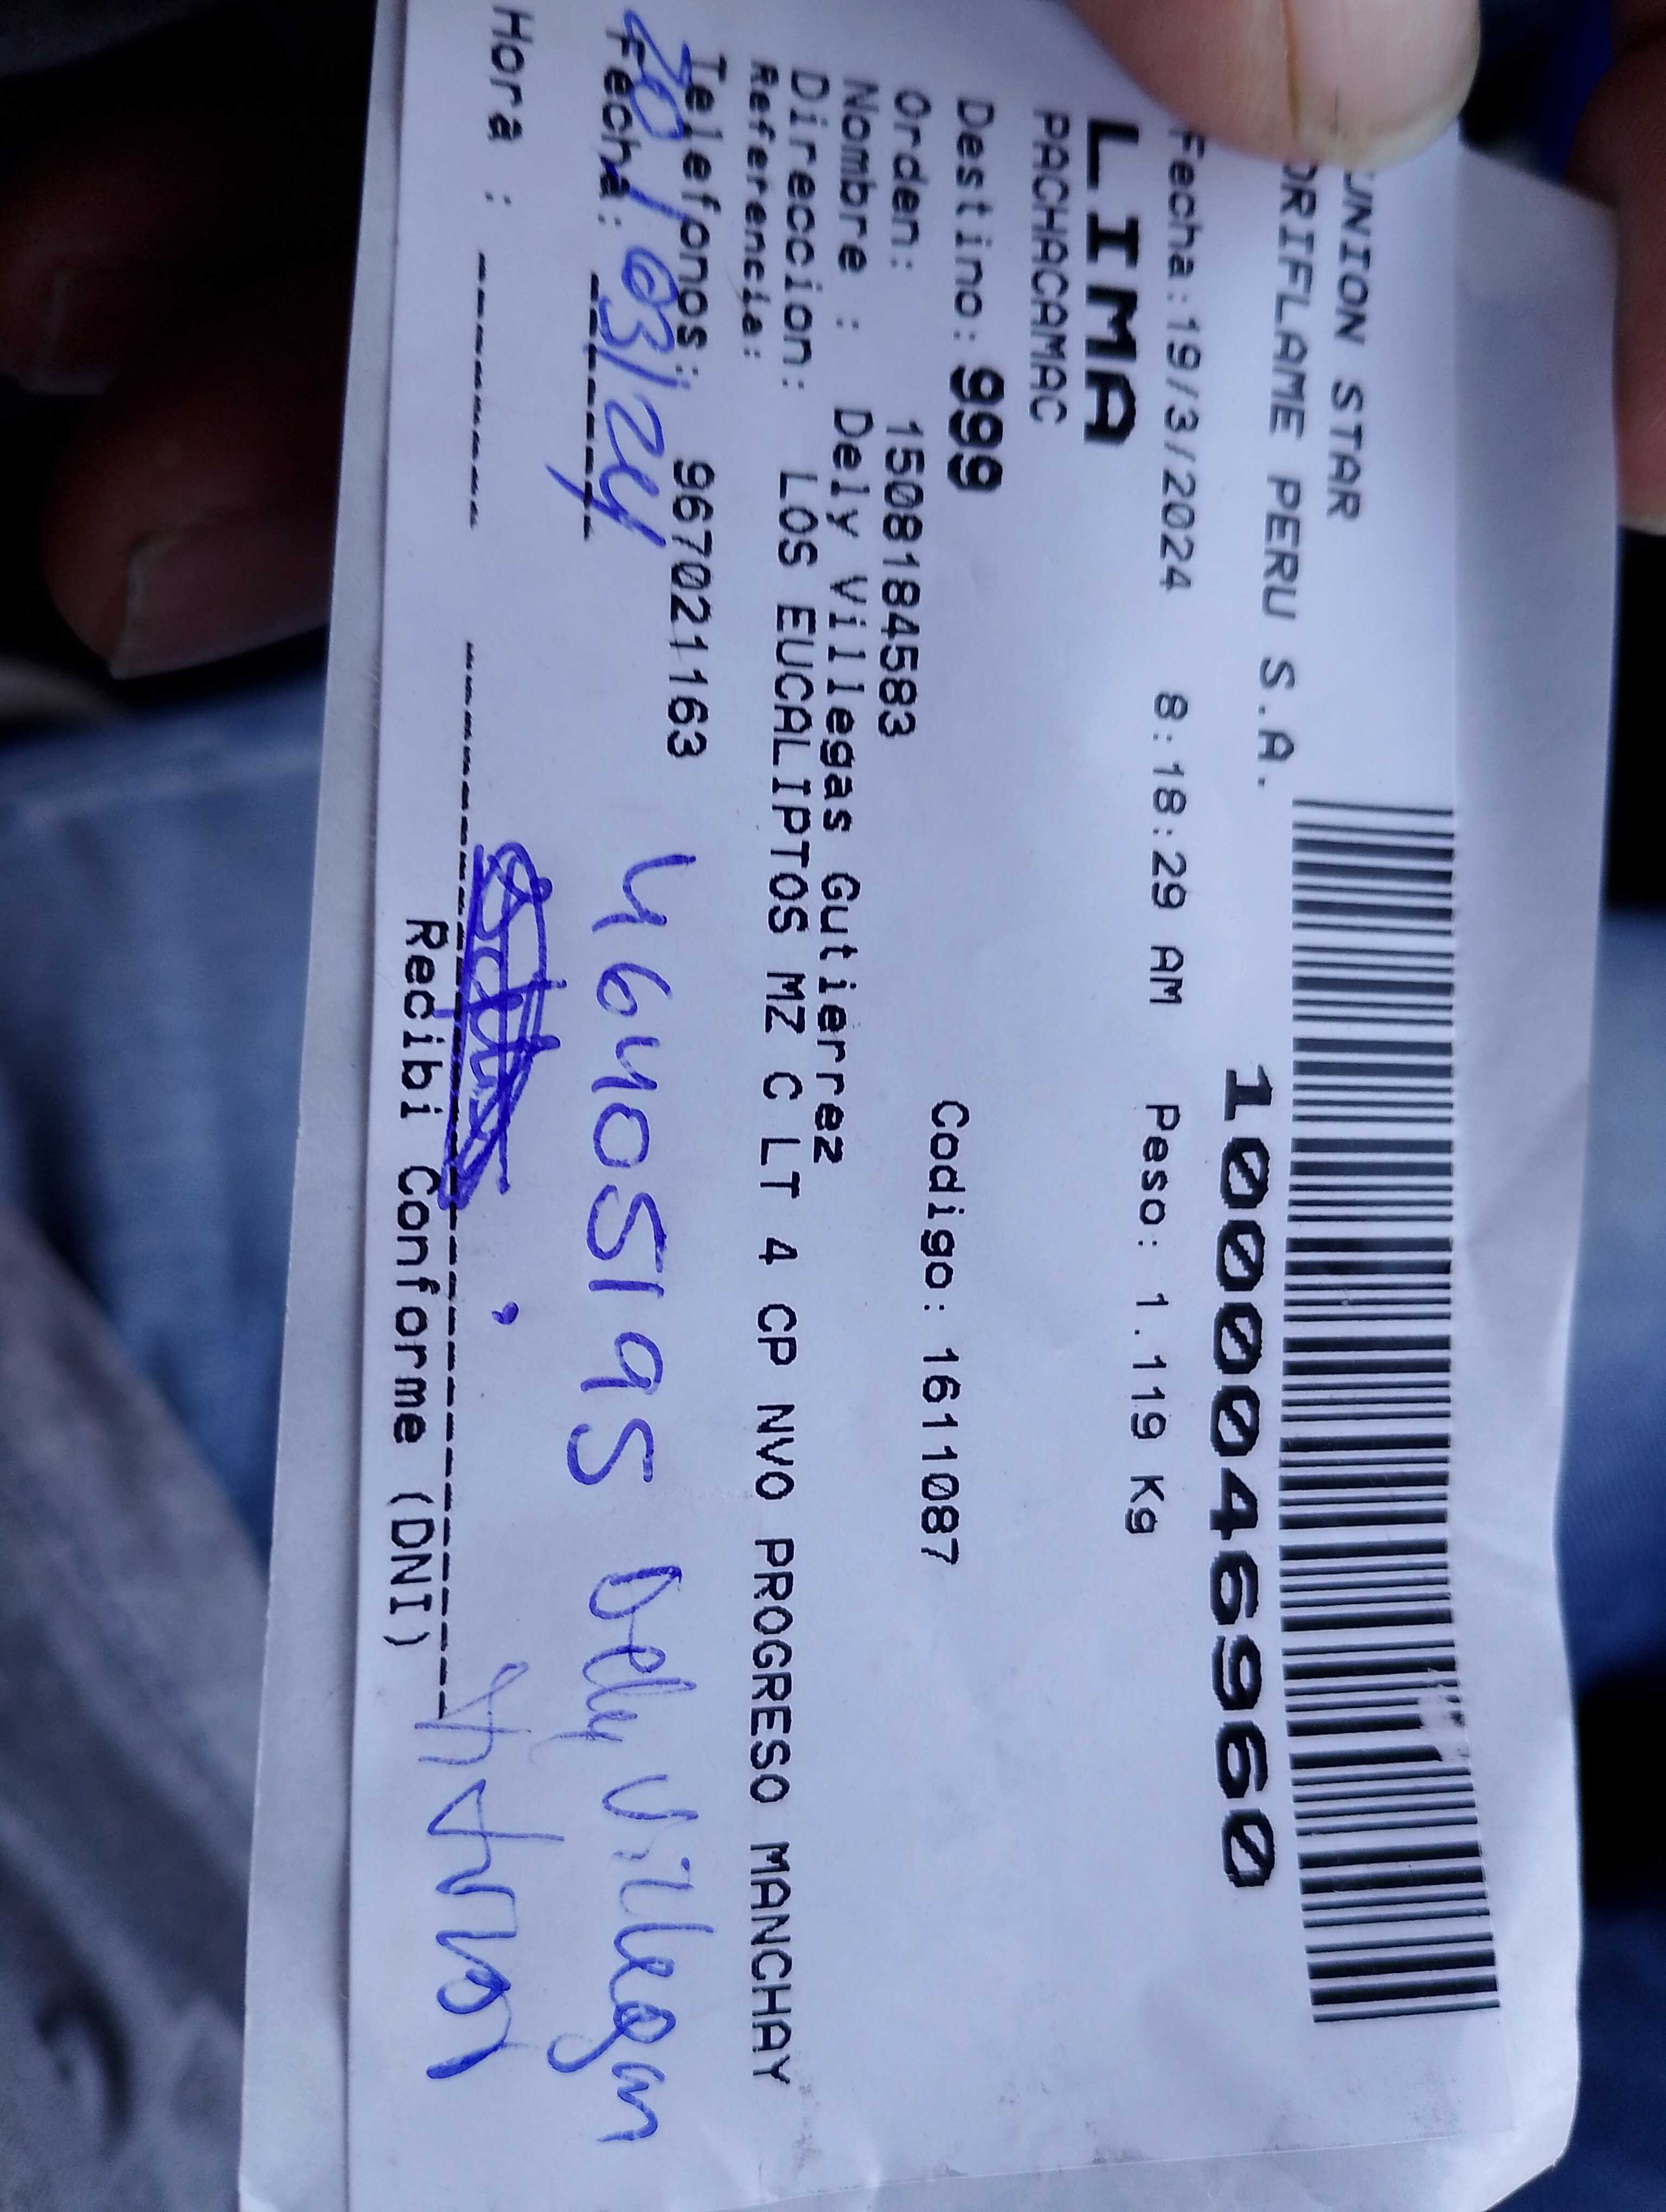 UNION STAR
ORIFLAME PERU S.A.
10000046960
Fecha:19/3/2024 8:18:29 AM Peso: 1.119 Kg
LIMA
PACHACAMAC
Destino: 999 Codigo: 1611087
Orden: 1508184583
Nombre : Dely Villegas Gutierrez
Direccion: LOS EUCALIPTOS MZ C LT 4 CP NVO PROGRESO MANCHAY
Referencia:
Telefonos: 967021163
Fecha: 20/03/24 46405195 Delly Villegas
Hora :
Recibi Conforme (DNI)